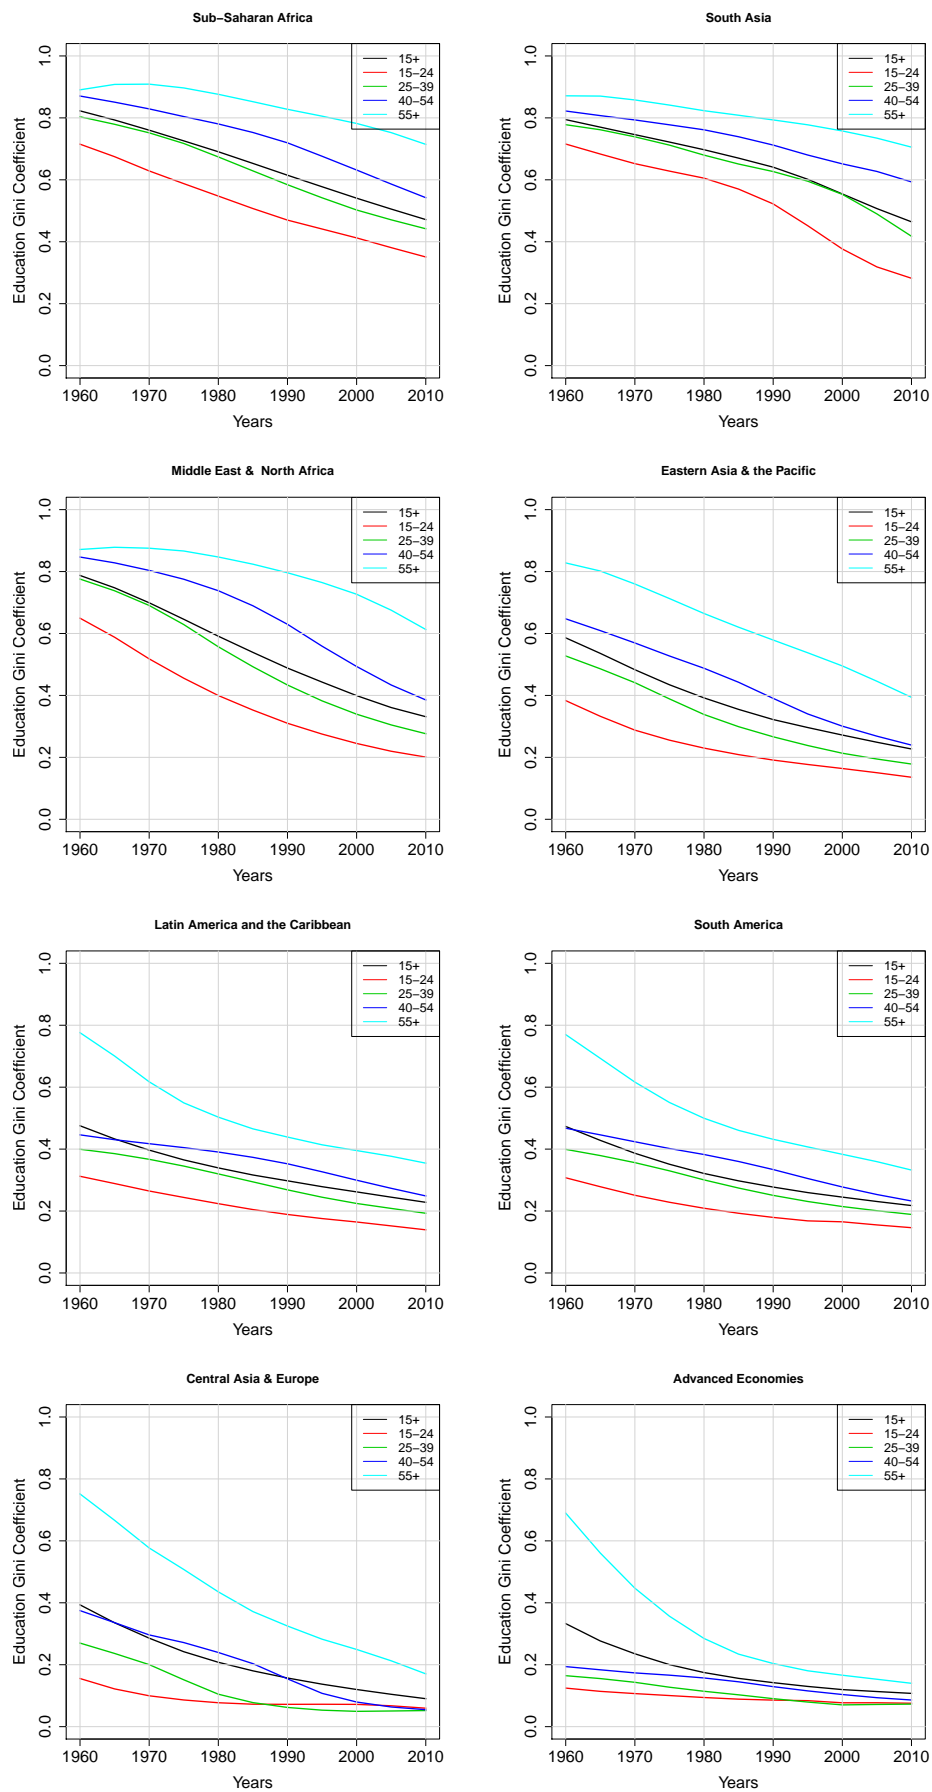 Sub−Saharan Africa
Education Gini Coefficient
1.0
0.8
0.6
0.4
0.2
0.0
15+
15−24
25−39
40−54
55+
1960 1970 1980 1990 2000 2010
Years
South Asia
Education Gini Coefficient
1.0
0.8
0.6
0.4
0.2
0.0
15+
15−24
25−39
40−54
55+
1960 1970 1980 1990 2000 2010
Years
Middle East & North Africa
Education Gini Coefficient
1.0
0.8
0.6
0.4
0.2
0.0
15+
15−24
25−39
40−54
55+
1960 1970 1980 1990 2000 2010
Years
Eastern Asia & the Pacific
Education Gini Coefficient
1.0
0.8
0.6
0.4
0.2
0.0
15+
15−24
25−39
40−54
55+
1960 1970 1980 1990 2000 2010
Years
Latin America and the Caribbean
Education Gini Coefficient
1.0
0.8
0.6
0.4
0.2
0.0
15+
15−24
25−39
40−54
55+
1960 1970 1980 1990 2000 2010
Years
South America
Education Gini Coefficient
1.0
0.8
0.6
0.4
0.2
0.0
15+
15−24
25−39
40−54
55+
1960 1970 1980 1990 2000 2010
Years
Central Asia & Europe
Education Gini Coefficient
1.0
0.8
0.6
0.4
0.2
0.0
15+
15−24
25−39
40−54
55+
1960 1970 1980 1990 2000 2010
Years
Advanced Economies
Education Gini Coefficient
1.0
0.8
0.6
0.4
0.2
0.0
15+
15−24
25−39
40−54
55+
1960 1970 1980 1990 2000 2010
Years